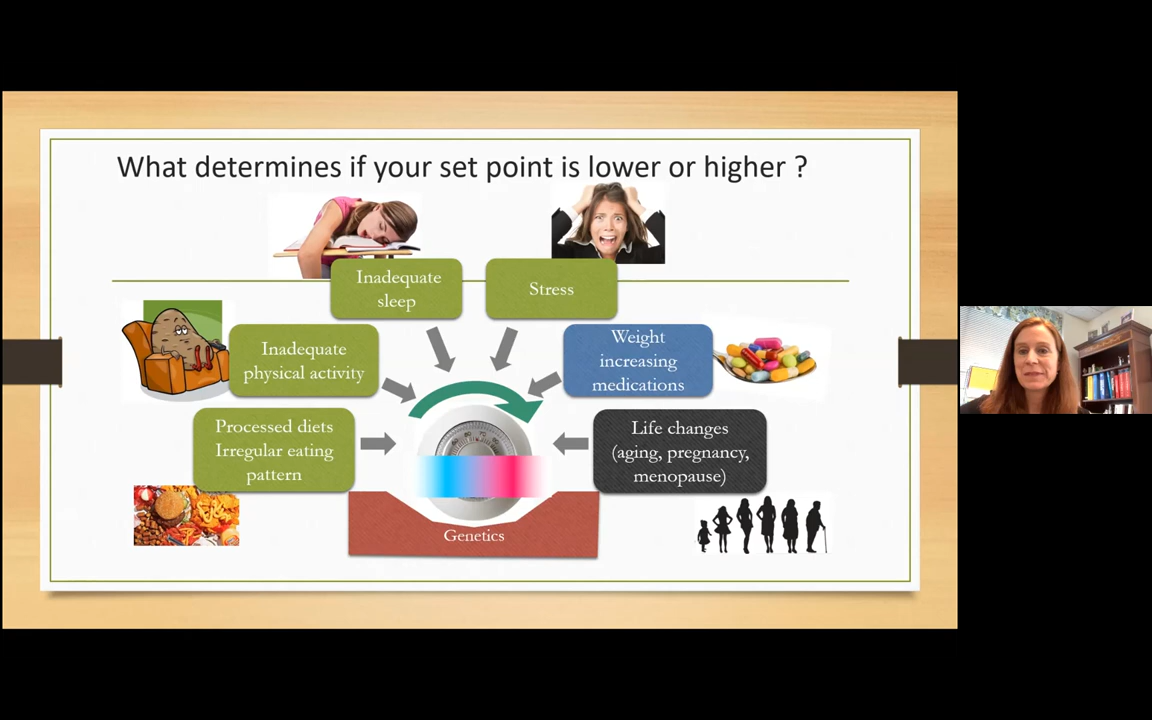 What determines if your set point is lower or higher ?
Inadequate
sleep
Stress
Inadequate
physical activity
Weight
increasing
medications
Processed diets
Irregular eating
pattern
Life changes
(aging, pregnancy,
menopause)
Genetics